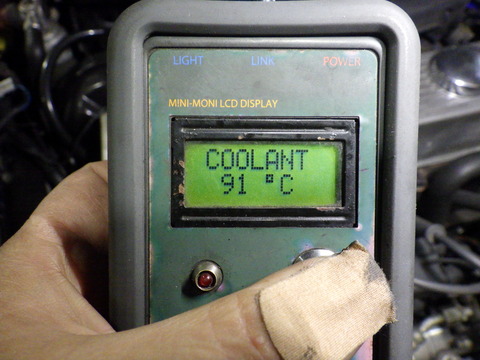 LIGHT LINK POWER
MINI-MONI LCD DISPLAY
COOLANT
91 °C